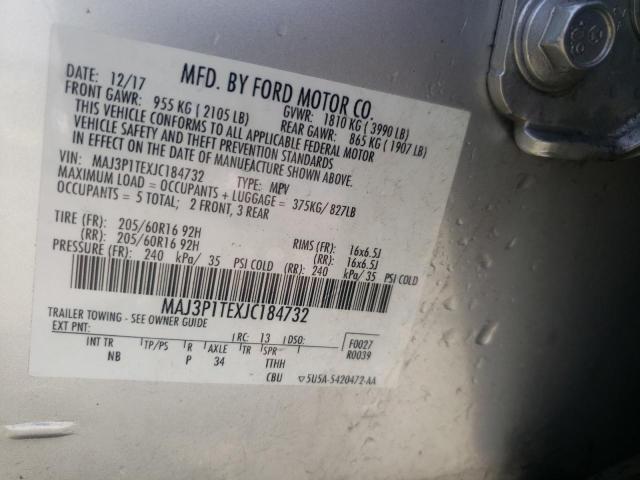 MFD. BY FORD MOTOR CO.
DATE: 12/17 GVWR: 1810 KG (3990 LB)
FRONT GAWR: 955 KG (2105 LB) REAR GAWR: 865 KG (1907 LB)
THIS VEHICLE CONFORMS TO ALL APPLICABLE FEDERAL MOTOR
VEHICLE SAFETY AND THEFT PREVENTION STANDARDS
IN EFFECT ON THE DATE OF MANUFACTURE SHOWN ABOVE.
VIN: MAJ3P1TEXJC184732 TYPE: MPV
MAXIMUM LOAD = OCCUPANTS + LUGGAGE = 375KG/ 827LB
OCCUPANTS = 5 TOTAL; 2 FRONT, 3 REAR
TIRE (FR): 205/60R16 92H RIMS (FR): 16x6.5J
(RR): 205/60R16 92H (RR): 16x6.5J
PRESSURE (FR): 240 kPa/ 35 PSI COLD (RR): 240 kPa/ 35 PSI COLD
MAJ3P1TEXJC184732
TRAILER TOWING - SEE OWNER GUIDE
EXT PNT: RC: 13 DSO: F0027
R0039
INT TR TP/PS R AXLE TR SPR
NB P 34 TTHH
CBU ▽5U5A-5420472-AA